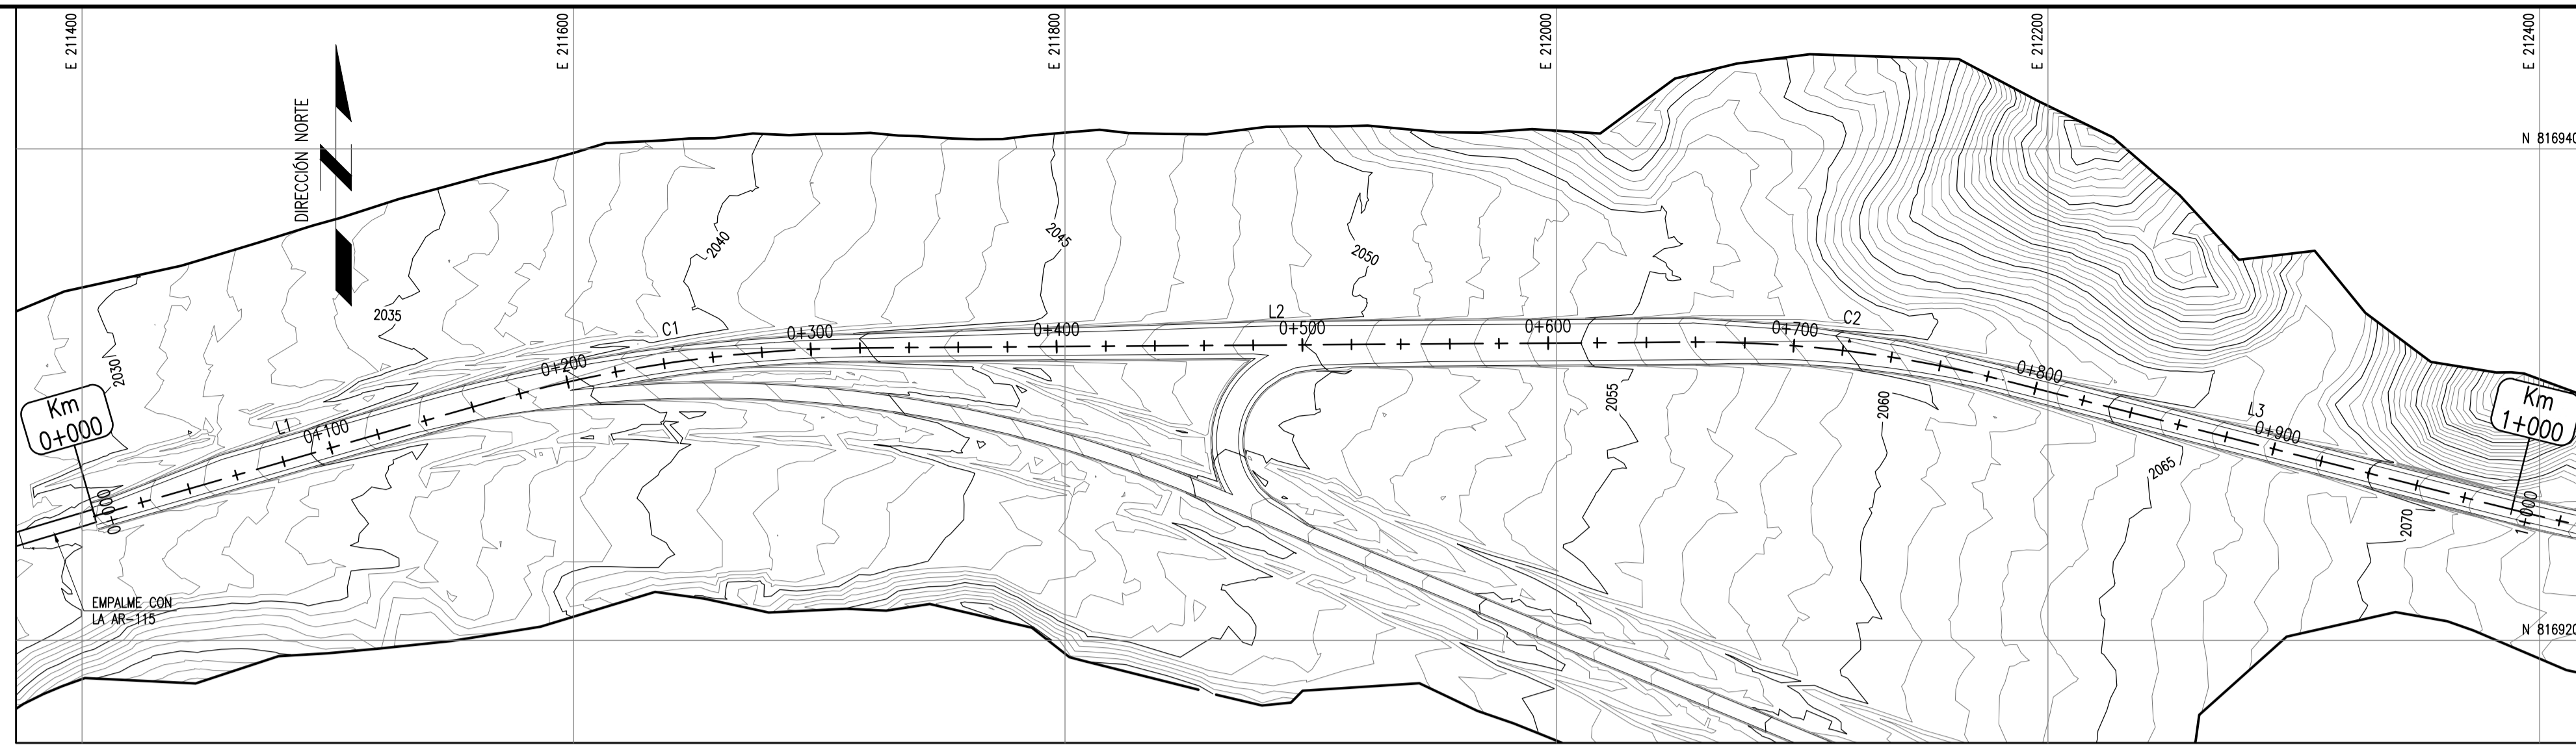 E 211400
E 211600
E 211800
E 212000
E 212200
E 212400
DIRECCIÓN NORTE
N 816940
2040
2045
2050
2035
2030
C1
0+300
0+400
L2
0+500
0+600
0+700
C2
0+200
0+800
2055
2060
Km
0+000
L1
0+100
L3
0+900
Km
1+000
2065
0+000
1+000
2070
EMPALME CON
LA AR-115
N 816920